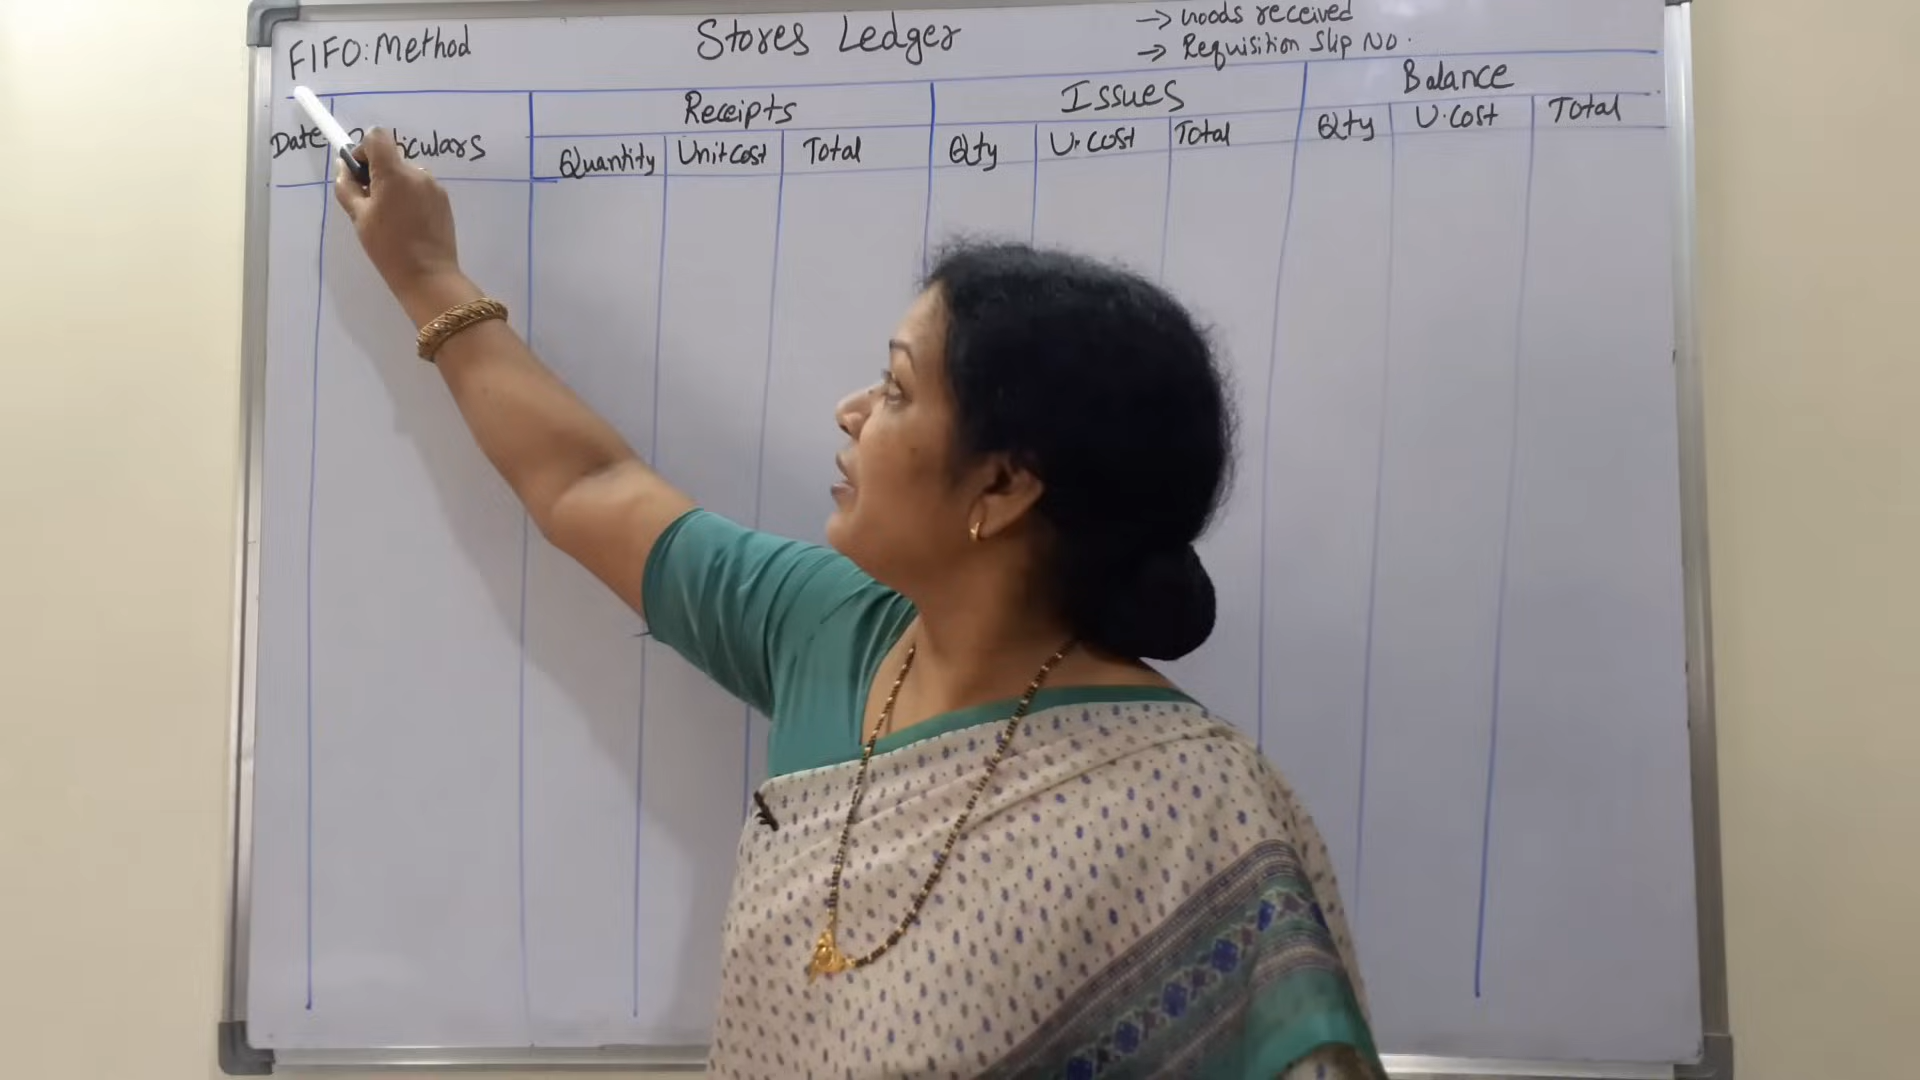 FIFO: Method
Stores Ledger
→ Goods received
→ Requisition Slip No.
Date
Receipts
Issues
Balance
Quantity Unit cost Total
Qty U. cost Total
Qty U. cost Total